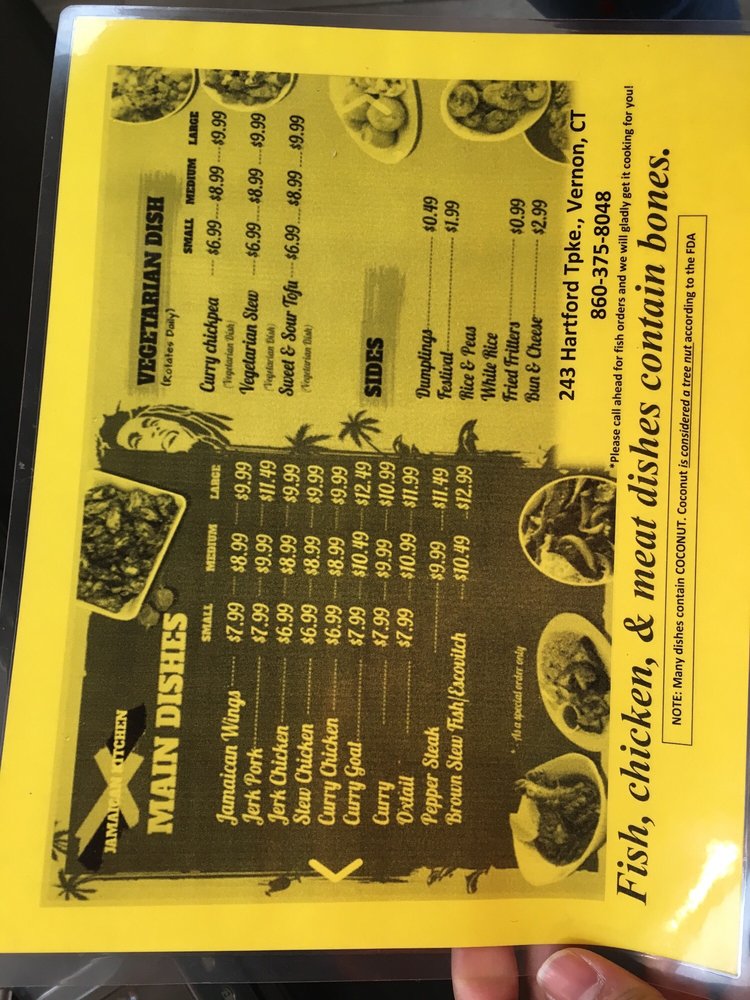 JAMAICAN KITCHEN
MAIN DISHES
SMALL MEDIUM LARGE
Jamaican Wings $7.99 $8.99 $9.99
Jerk Pork $7.99 $9.99 $11.49
Jerk Chicken $6.99 $8.99 $9.99
Stew Chicken $6.99 $8.99 $9.99
Curry Chicken $6.99 $8.99 $9.99
Curry Goat $7.99 $10.49 $12.49
Curry $7.99 $9.99 $10.99
Oxtail $7.99 $10.99 $11.99
Pepper Steak $9.99 $11.49
Brown Stew Fish/Escovitch $10.49 $12.99
* As a special order only
VEGETARIAN DISH
(Rotates Daily)
SMALL MEDIUM LARGE
Curry chickpea $6.99 $8.99 $9.99
(Vegetarian Dish)
Vegetarian Stew $6.99 $8.99 $9.99
(Vegetarian Dish)
Sweet & Sour Tofu $6.99 $8.99 $9.99
(Vegetarian Dish)
SIDES
Dumplings $0.49
Festival $1.99
Rice & Peas
White Rice
Fried Fritters $0.99
Bun & Cheese $2.99
243 Hartford Tpke., Vernon, CT
860-375-8048
*Please call ahead for fish orders and we will gladly get it cooking for you!
Fish, chicken, & meat dishes contain bones.
NOTE: Many dishes contain COCONUT. Coconut is considered a tree nut according to the FDA